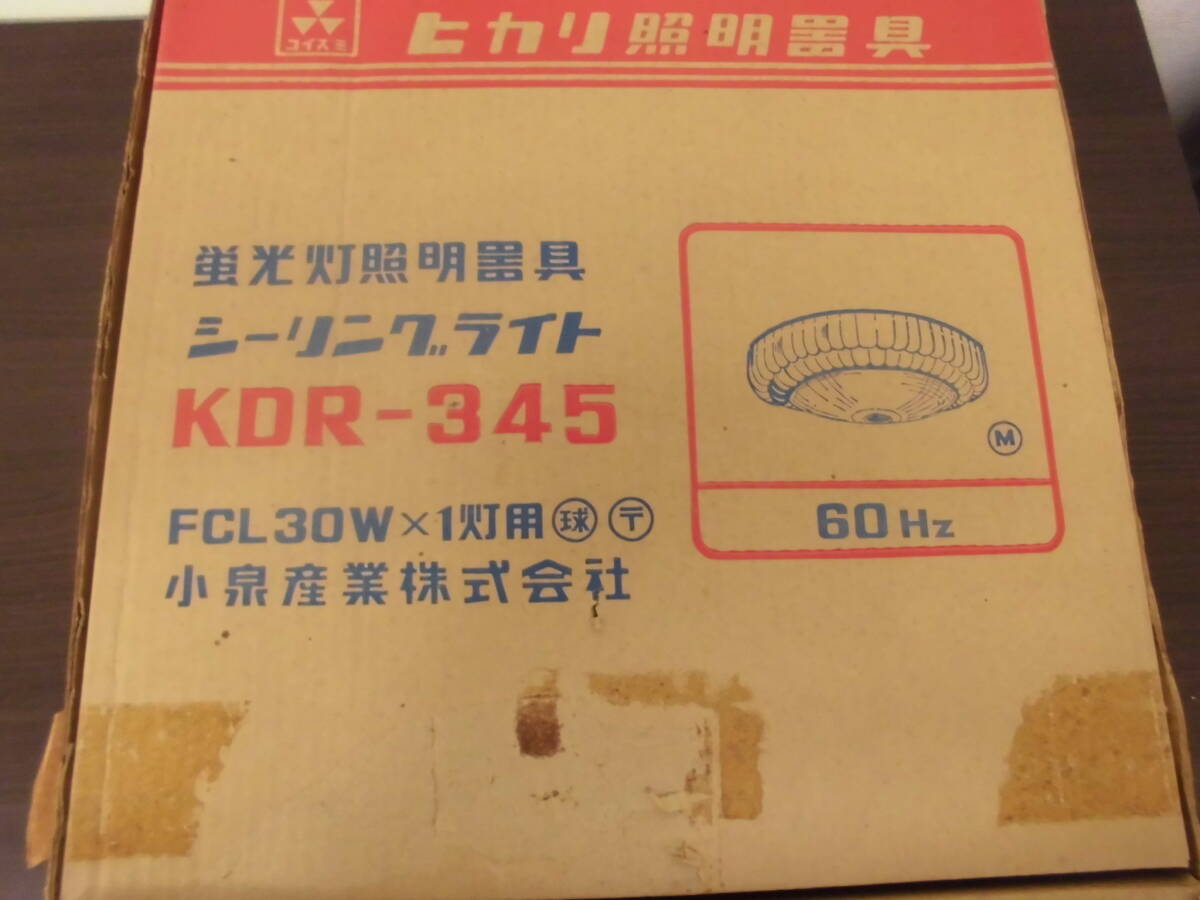 コイズミ
ヒカリ照明器具
蛍光灯照明器具
シーリングライト
KDR-345
FCL30W×1灯用 球 〒
小泉産業株式会社
M
60Hz